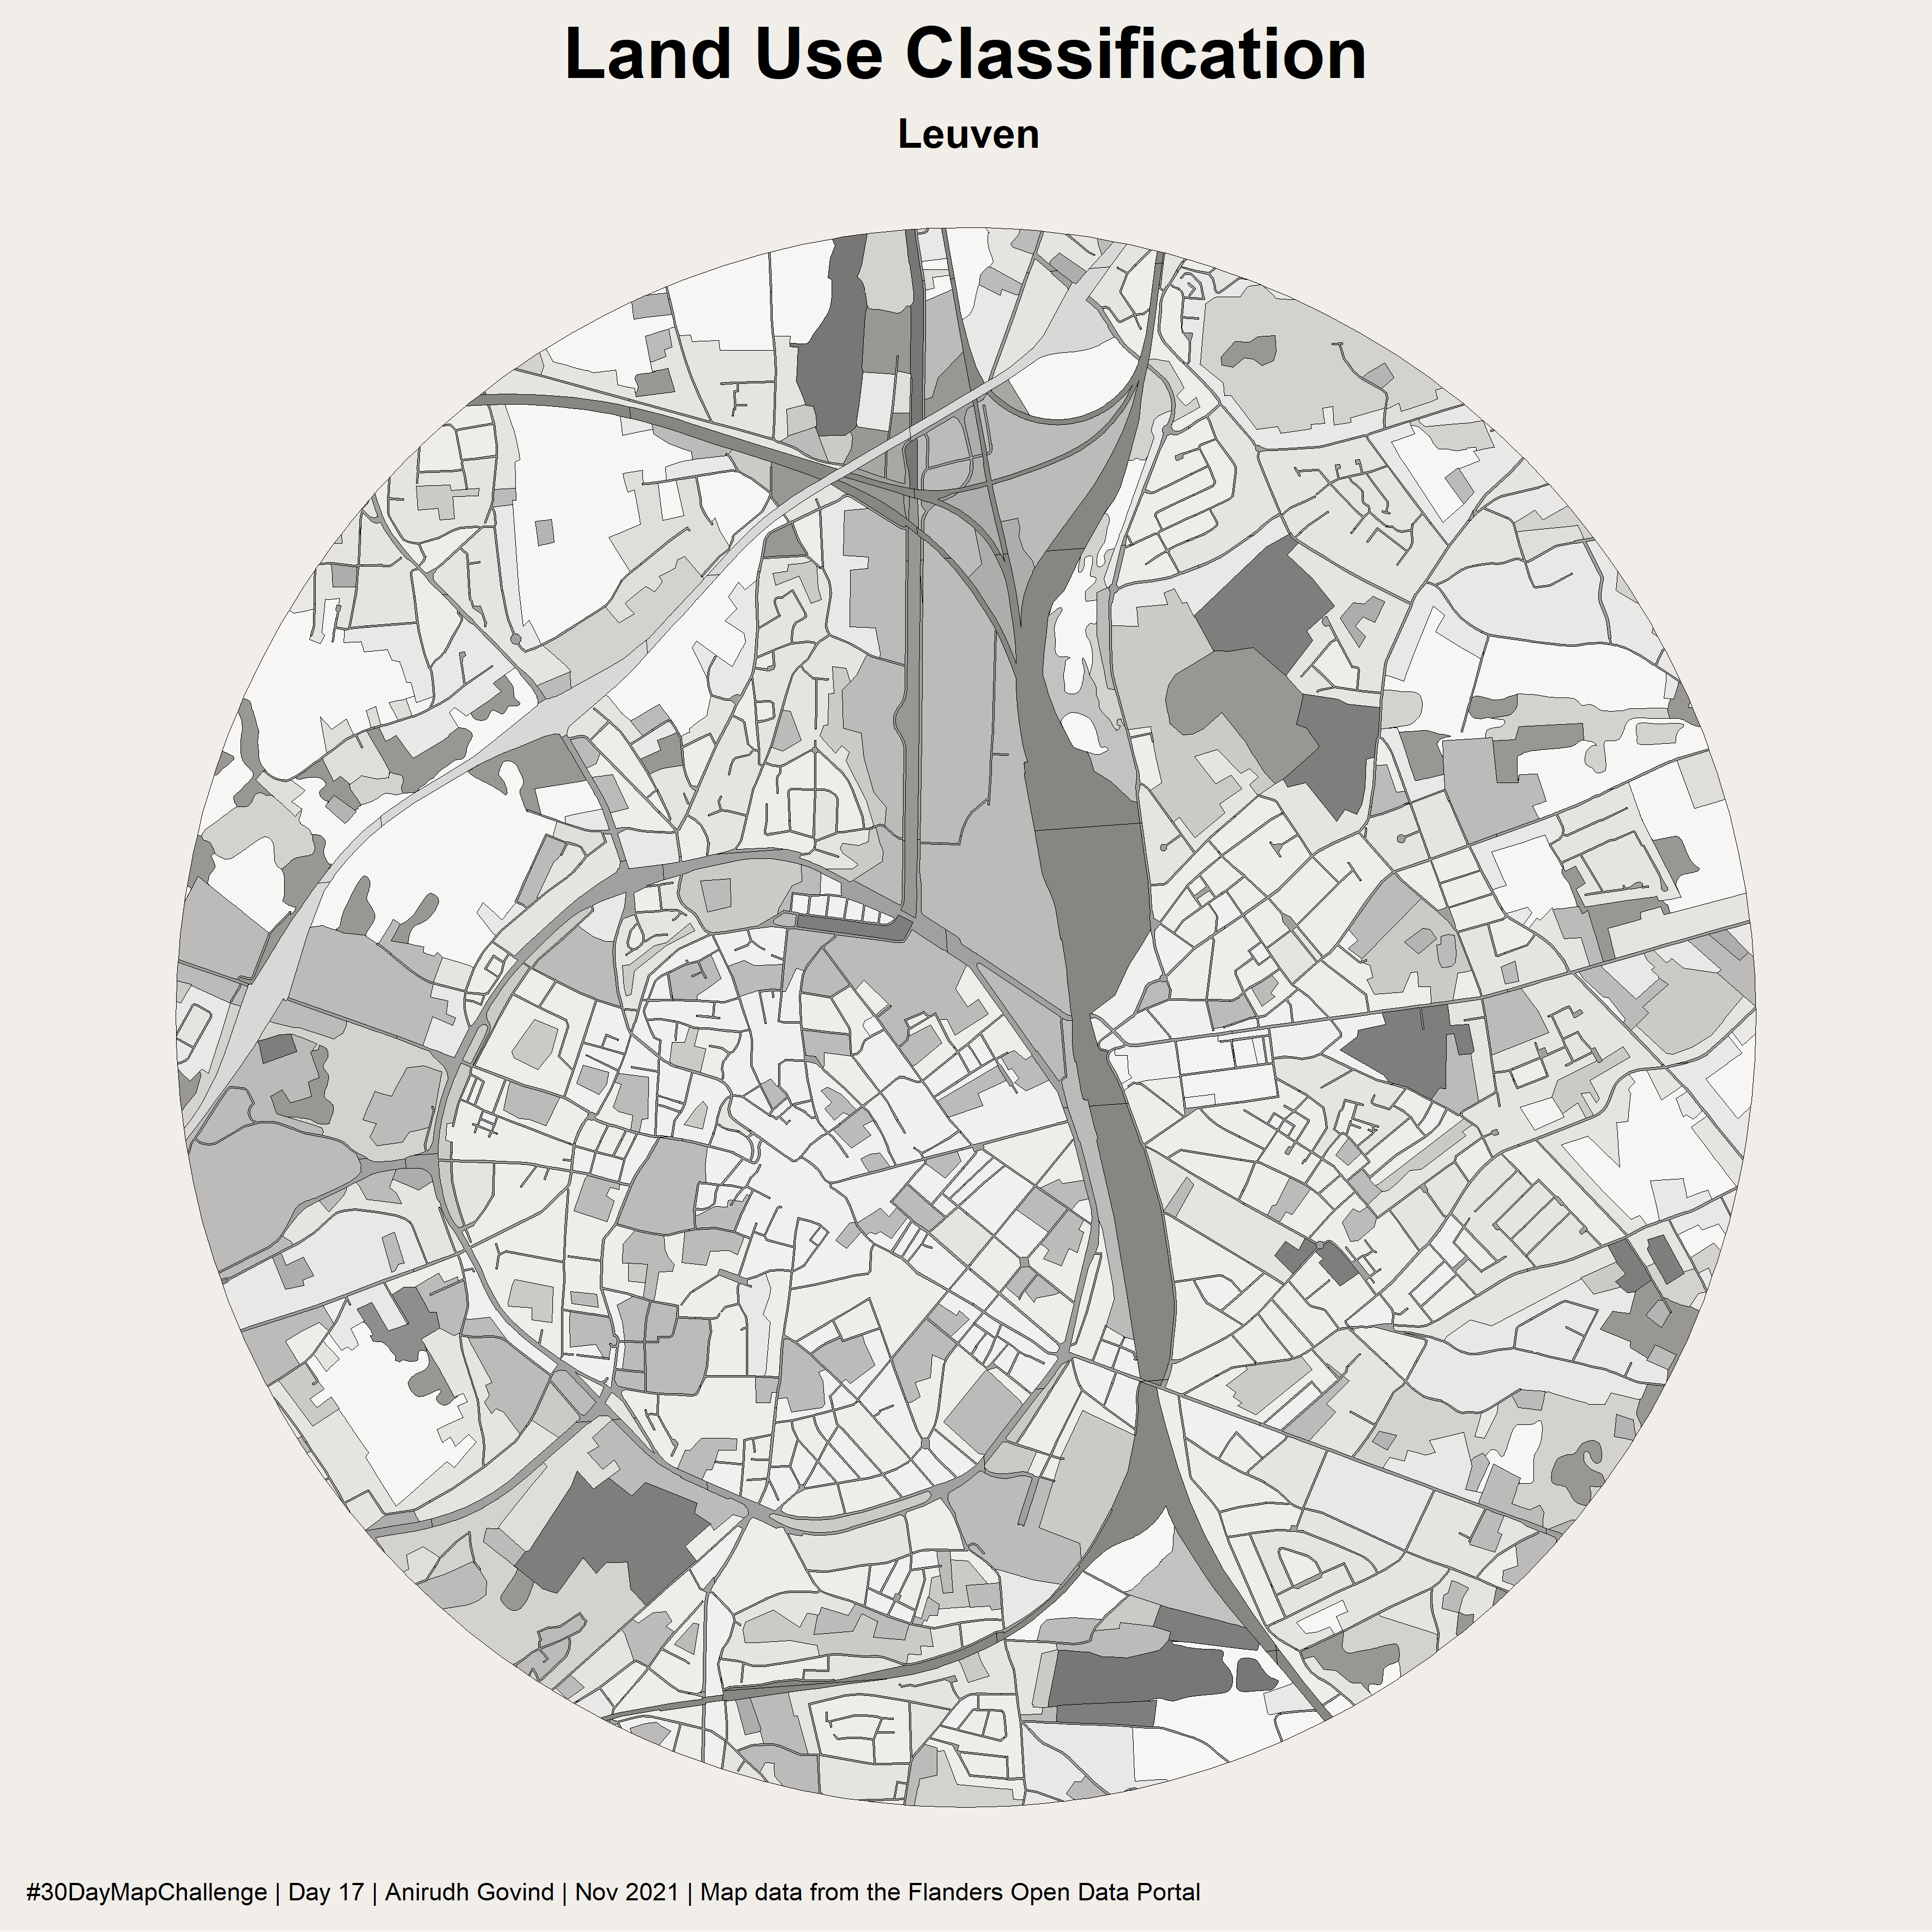 Land Use Classification
Leuven
#30DayMapChallenge | Day 17 | Anirudh Govind | Nov 2021 | Map data from the Flanders Open Data Portal